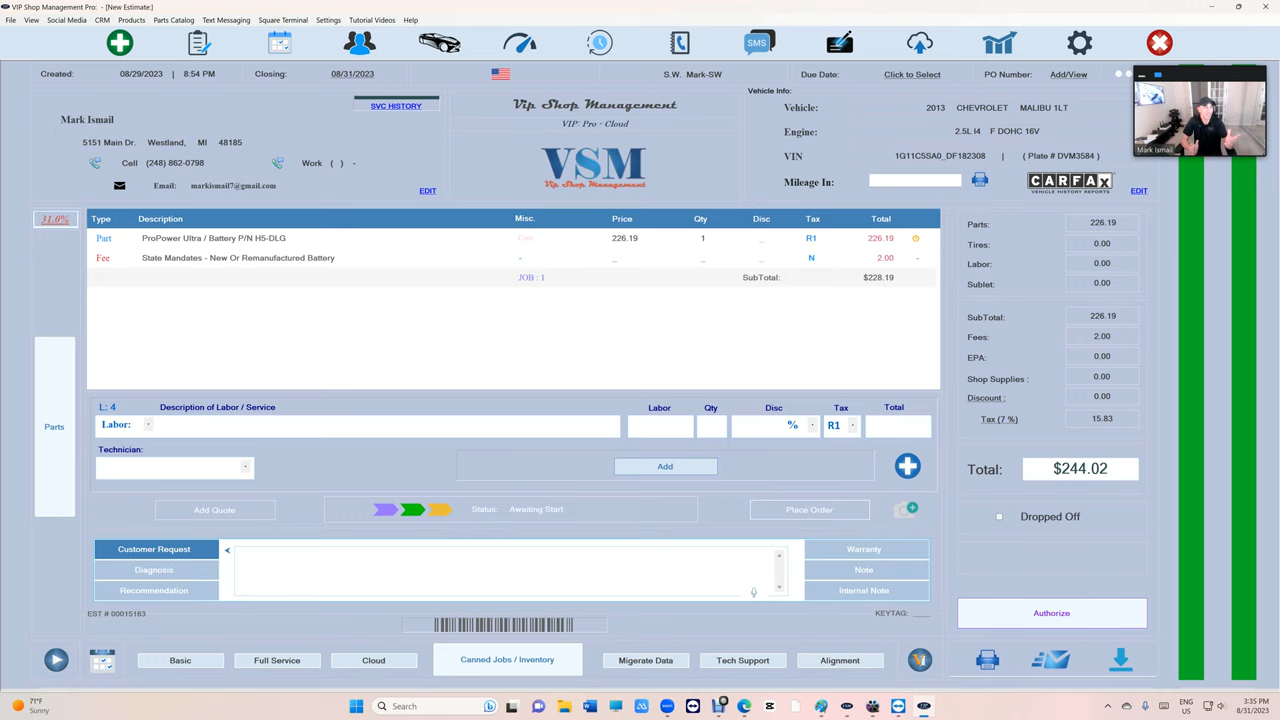 VIP Shop Management Pro: - [New Estimate:]
File View Social Media CRM Products Parts Catalog Text Messaging Square Terminal Settings Tutorial Videos Help
SMS
Created: 08/29/2023 | 8:54 PM Closing: 08/31/2023 S.W. Mark-SW Due Date: Click to Select PO Number: Add/View
SVC HISTORY
Mark Ismail
5151 Main Dr. Westland, MI 48185
Cell (248) 862-0798 Work ( ) -
Email: markismail7@gmail.com
EDIT
Vip Shop Management
VIP: Pro - Cloud
VSM
Vip Shop Management
Vehicle Info:
Vehicle: 2013 CHEVROLET MALIBU 1LT
Engine: 2.5L I4 F DOHC 16V
VIN 1G11C5SA0_DF182308 | ( Plate # DVM3584 )
Mileage In:
CARFAX
VEHICLE HISTORY REPORTS
EDIT
Mark Ismail
31.0%
Type Description Misc. Price Qty Disc Tax Total
Part ProPower Ultra / Battery P/N H5-DLG Core 226.19 1 _ R1 226.19
Fee State Mandates - New Or Remanufactured Battery - _ _ _ N 2.00 -
JOB : 1 SubTotal: $228.19
Parts
L: 4 Description of Labor / Service Labor Qty Disc Tax Total
Labor: % R1
Technician:
Add
Add Quote Status: Awaiting Start Place Order
Customer Request
Diagnosis
Recommendation
Warranty
Note
Internal Note
EST # 00015163 KEYTAG: ___
Parts: 226.19
Tires: 0.00
Labor: 0.00
Sublet: 0.00
SubTotal: 226.19
Fees: 2.00
EPA: 0.00
Shop Supplies : 0.00
Discount : 0.00
Tax (7 %) 15.83
Total: $244.02
Dropped Off
Authorize
Basic Full Service Cloud Canned Jobs / Inventory Migerate Data Tech Support Alignment
71°F
Sunny
Search
ENG
US
3:35 PM
8/31/2023